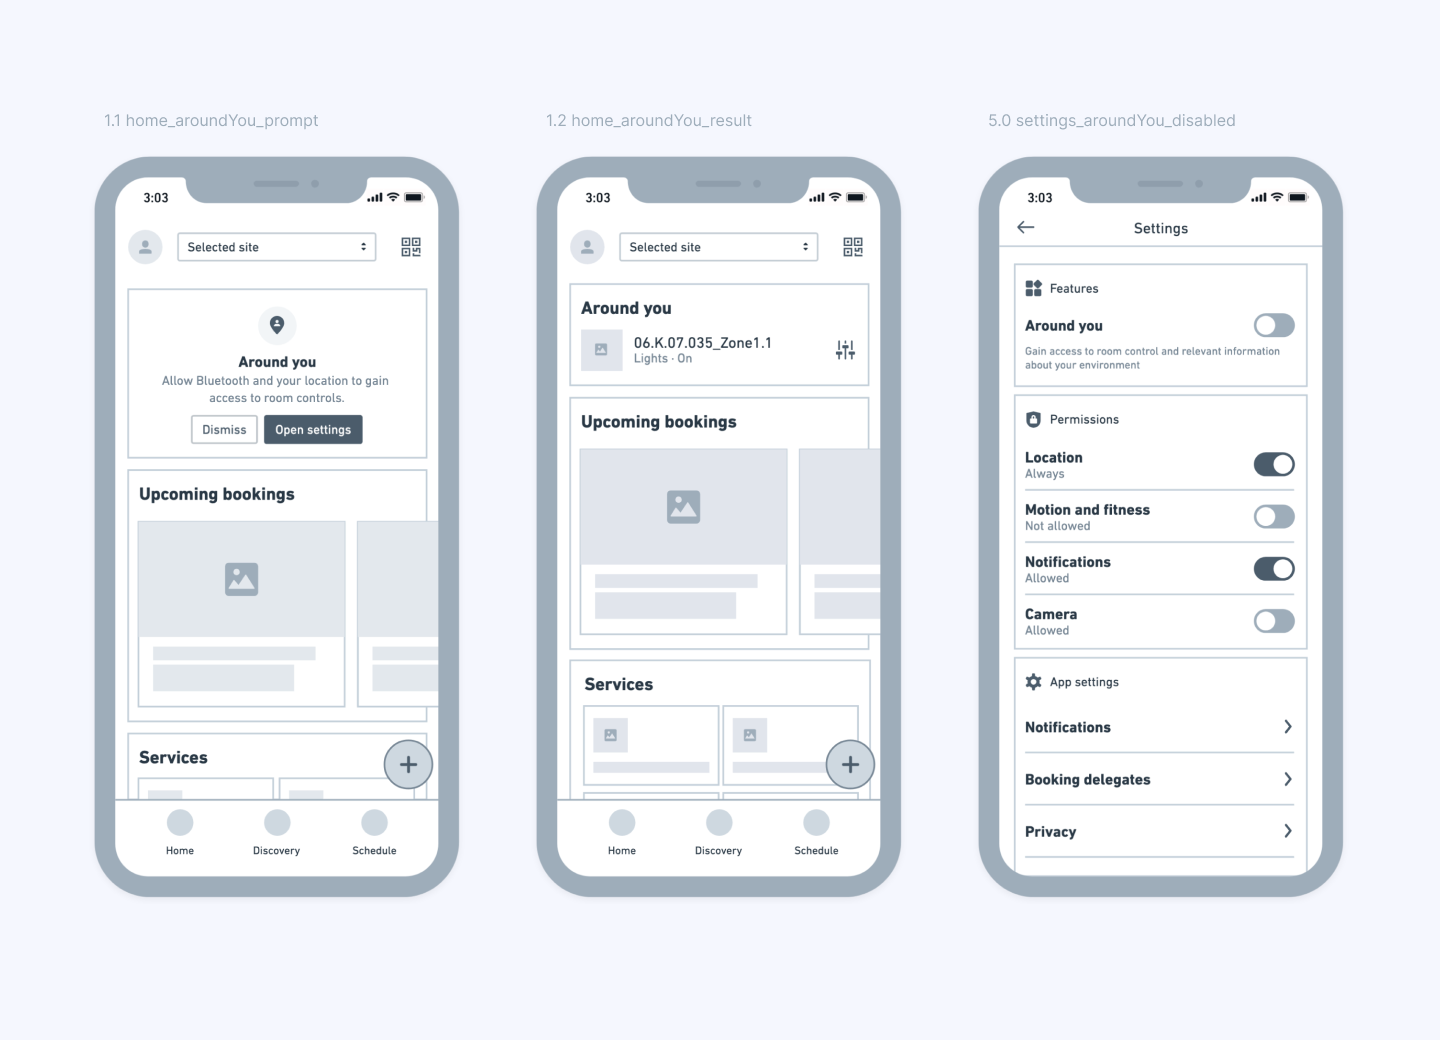 1.1 home_aroundYou_prompt
3:03
Selected site
Around you
Allow Bluetooth and your location to gain
access to room controls.
Dismiss
Open settings
Upcoming bookings
Services
Home
Discovery
Schedule
1.2 home_aroundYou_result
3:03
Selected site
Around you
06.K.07.035_Zone1.1
Lights · On
Upcoming bookings
Services
Home
Discovery
Schedule
5.0 settings_aroundYou_disabled
3:03
Settings
Features
Around you
Gain access to room control and relevant information
about your environment
Permissions
Location
Always
Motion and fitness
Not allowed
Notifications
Allowed
Camera
Allowed
App settings
Notifications
Booking delegates
Privacy